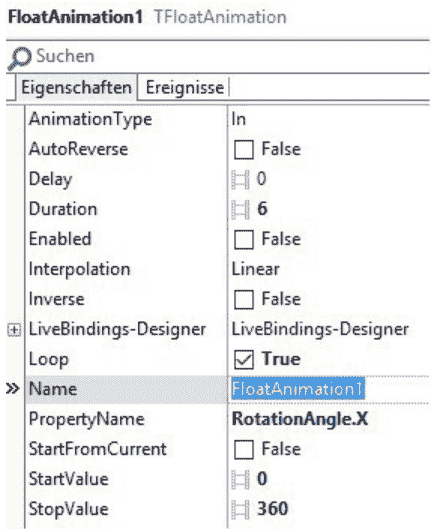 FloatAnimation1 TFloatAnimation
Suchen
Eigenschaften Ereignisse
AnimationType In
AutoReverse False
Delay 0
Duration 6
Enabled False
Interpolation Linear
Inverse False
LiveBindings-Designer LiveBindings-Designer
Loop True
Name FloatAnimation1
PropertyName RotationAngle.X
StartFromCurrent False
StartValue 0
StopValue 360